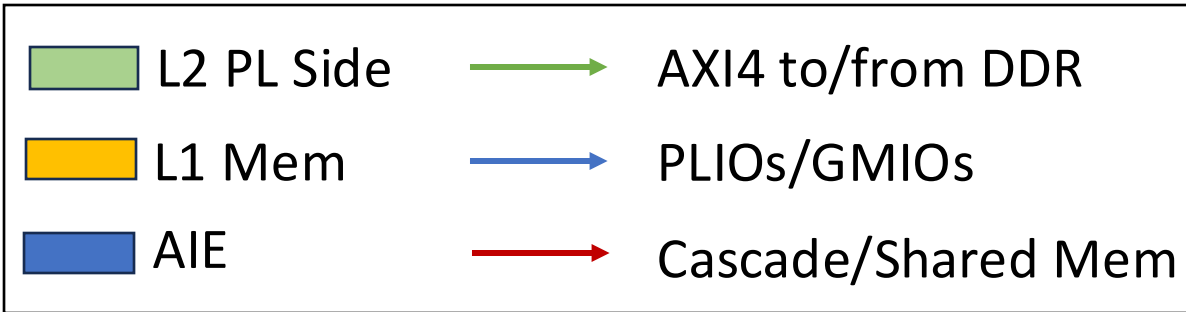 L2 PL Side AXI4 to/from DDR
L1 Mem PLIOs/GMIOs
AIE Cascade/Shared Mem